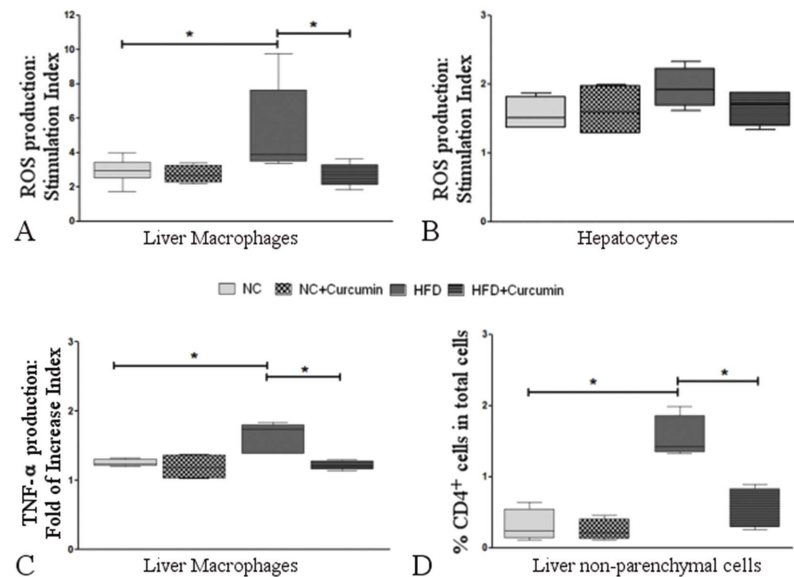 12
10
8
6
4
2
0
ROS production:
Stimulation Index
*
*
A
Liver Macrophages
3
2
1
0
ROS production:
Stimulation Index
B
Hepatocytes
NC NC+Curcumin HFD HFD+Curcumin
3
2
1
0
TNF-α production:
Fold of Increase Index
*
*
C
Liver Macrophages
3
2
1
0
% CD4⁺ cells in total cells
*
*
D
Liver non-parenchymal cells